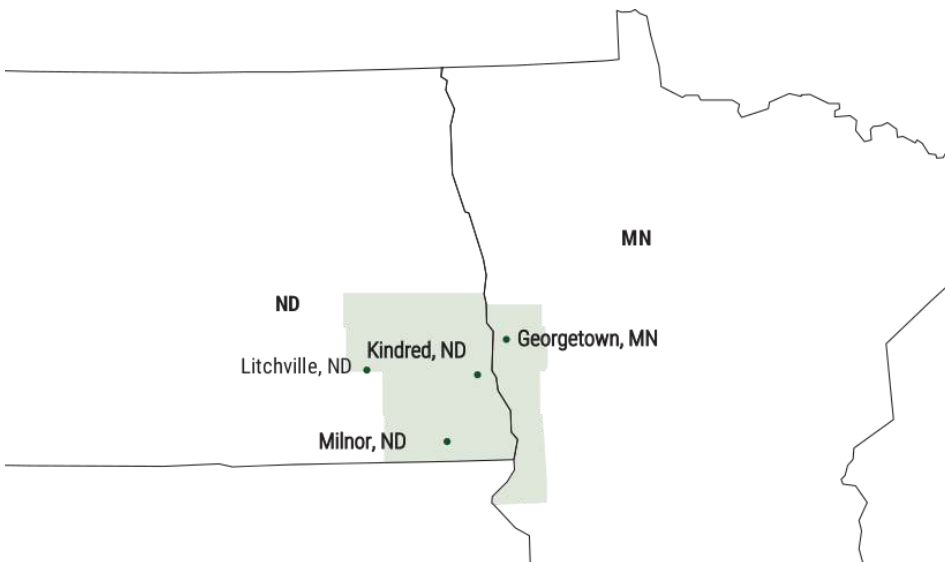 MN
ND
Georgetown, MN
Kindred, ND
Litchville, ND
Milnor, ND